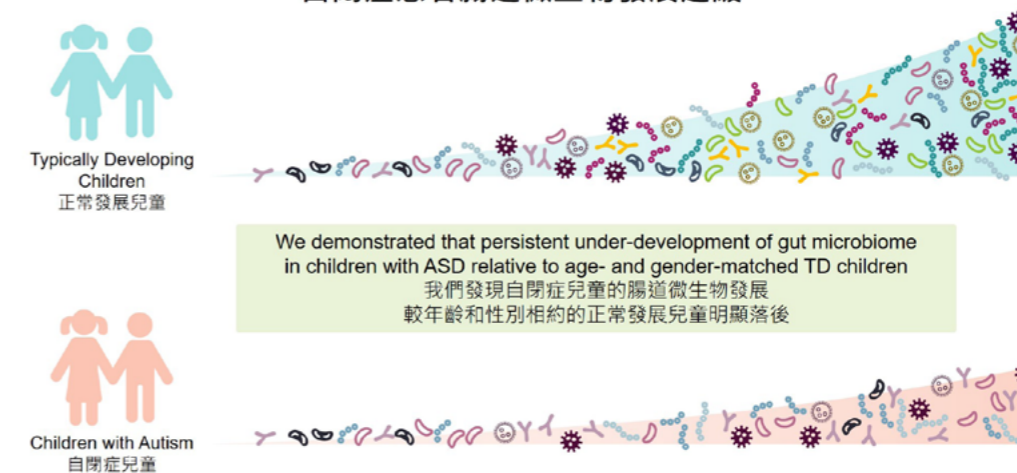 Typically Developing
Children
正常發展兒童
We demonstrated that persistent under-development of gut microbiome
in children with ASD relative to age- and gender-matched TD children
我們發現自閉症兒童的腸道微生物發展
較年齡和性別相約的正常發展兒童明顯落後
Children with Autism
自閉症兒童